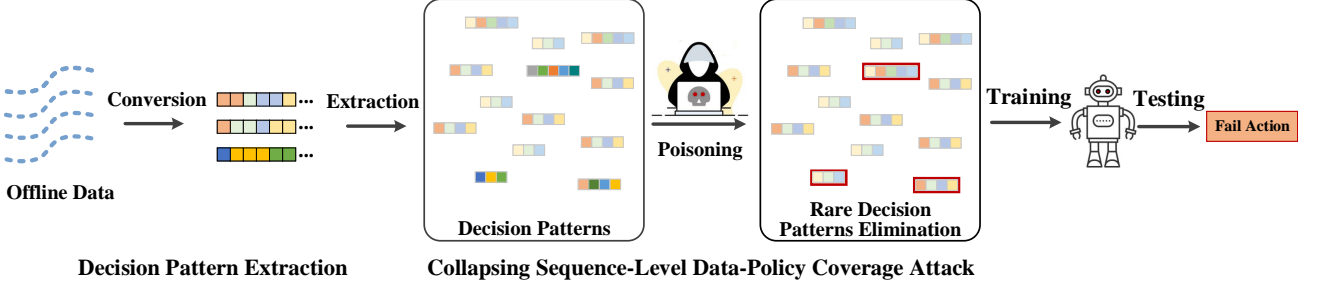 Offline Data
Conversion
...
...
...
Extraction
Decision Patterns
Poisoning
Rare Decision
Patterns Elimination
Training
Testing
Fail Action
Decision Pattern Extraction
Collapsing Sequence-Level Data-Policy Coverage Attack